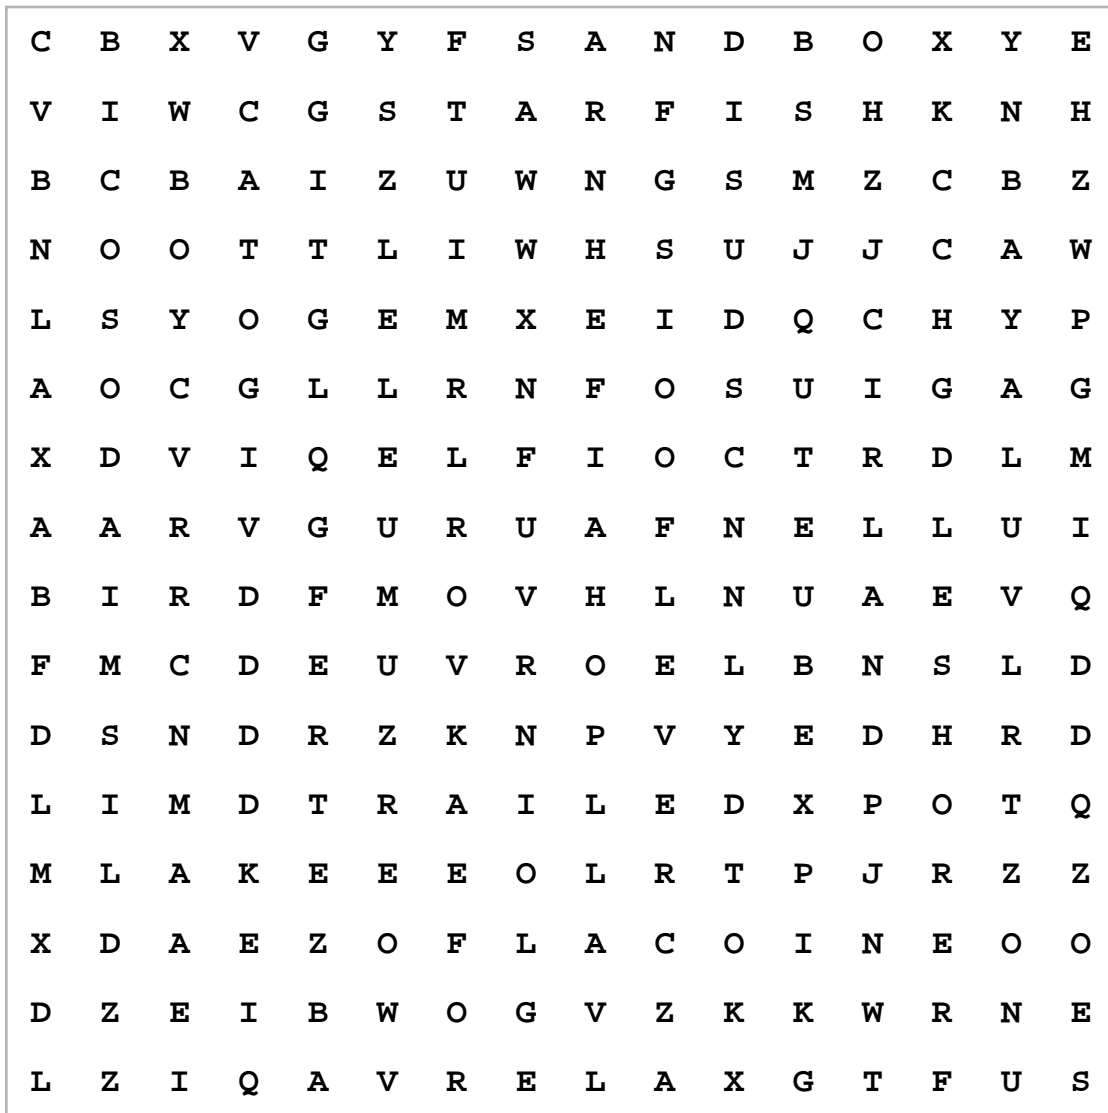 C B X V G Y F S A N D B O X Y E
V I W C G S T A R F I S H K N H
B C B A I Z U W N G S M Z C B Z
N O O T T L I W H S U J J C A W
L S Y O G E M X E I D Q C H Y P
A O C G L L R N F O S U I G A G
X D V I Q E L F I O C T R D L M
A A R V G U R U A F N E L L U I
B I R D F M O V H L N U A E V Q
F M C D E U V R O E L B N S L D
D S N D R Z K N P V Y E D H R D
L I M D T R A I L E D X P O T Q
M L A K E E E O L R T P J R Z Z
X D A E Z O F L A C O I N E O O
D Z E I B W O G V Z K K W R N E
L Z I Q A V R E L A X G T F U S